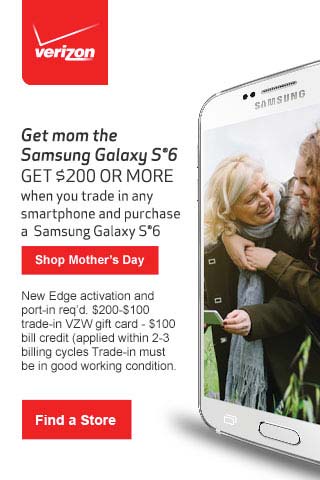 verizon
Get mom the
Samsung Galaxy S®6
GET $200 OR MORE
when you trade in any
smartphone and purchase
a Samsung Galaxy S®6
Shop Mother's Day
New Edge activation and
port-in req'd. $200-$100
trade-in VZW gift card - $100
bill credit (applied within 2-3
billing cycles Trade-in must
be in good working condition.
Find a Store
SAMSUNG